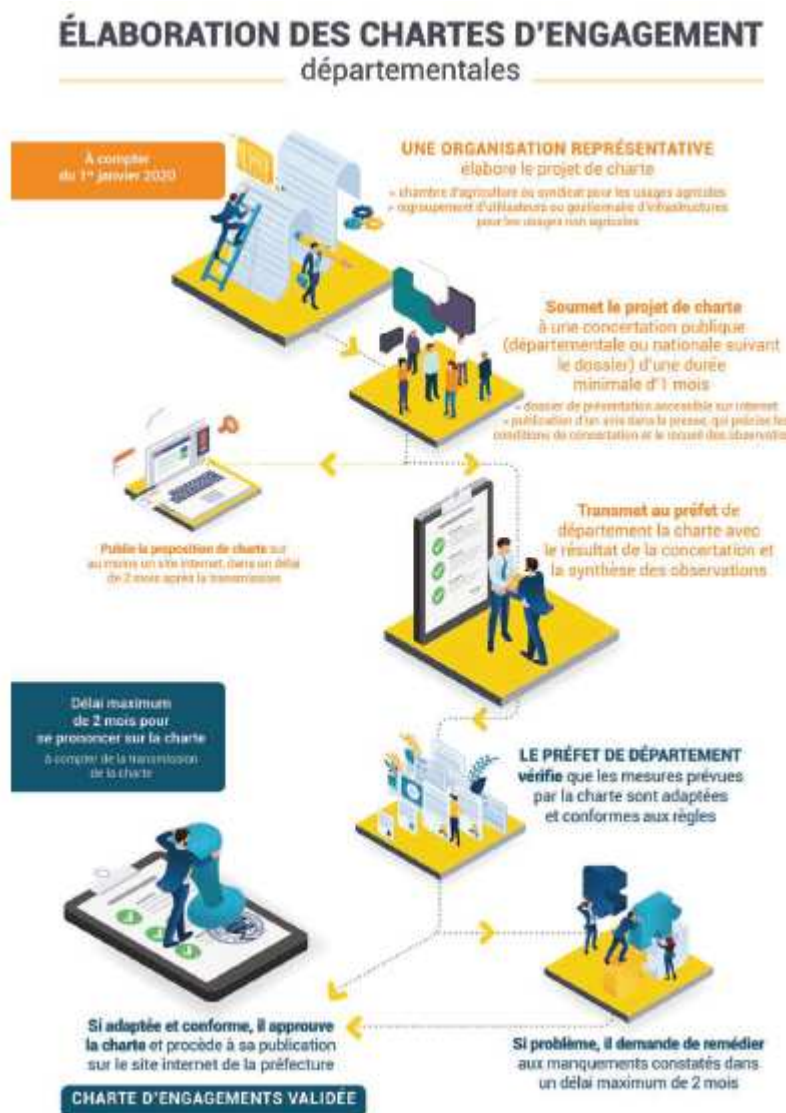 ÉLABORATION DES CHARTES D'ENGAGEMENT
départementales
À compter
du 1er janvier 2020
UNE ORGANISATION REPRÉSENTATIVE
élabore le projet de charte
» chambre d'agriculture ou syndicat pour les usages agricoles
» regroupement d'utilisateurs ou gestionnaire d'infrastructures
pour les usages non agricoles
Soumet le projet de charte
à une concertation publique
(départementale ou nationale suivant
le dossier) d'une durée
minimale d'1 mois
» dossier de présentation accessible sur internet
» publication d'un avis dans la presse, qui précise les
conditions de concertation et le recueil des observation
Publie la proposition de charte sur
au moins un site internet, dans un délai
de 2 mois après la transmission
Transmet au préfet de
département la charte avec
le résultat de la concertation et
la synthèse des observations
Délai maximum
de 2 mois pour
se prononcer sur la charte
à compter de la transmission
de la charte
LE PRÉFET DE DÉPARTEMENT
vérifie que les mesures prévues
par la charte sont adaptées
et conformes aux règles
Si adaptée et conforme, il approuve
la charte et procède à sa publication
sur le site internet de la préfecture
Si problème, il demande de remédier
aux manquements constatés dans
un délai maximum de 2 mois
CHARTE D'ENGAGEMENTS VALIDÉE